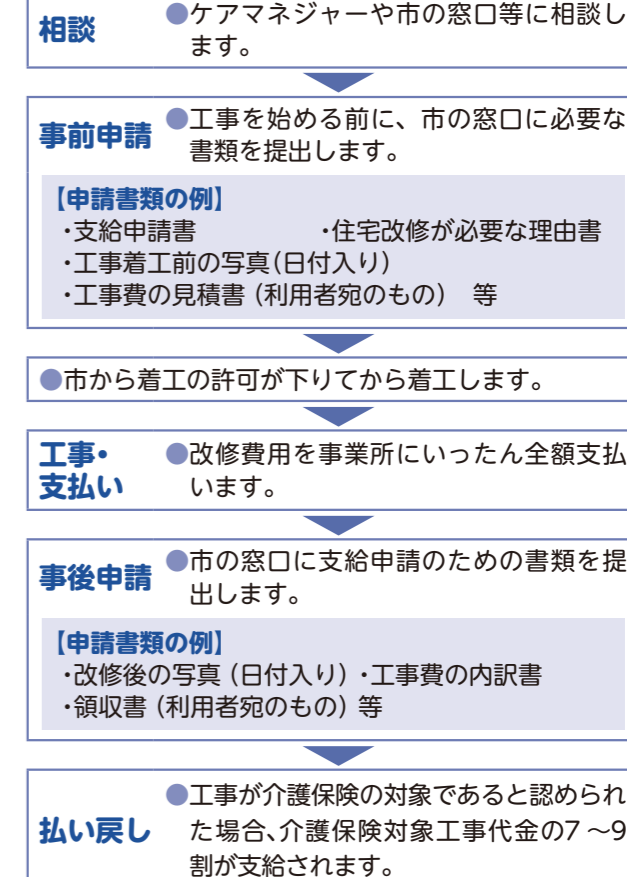 相談
●ケアマネジャーや市の窓口等に相談し
ます。
事前申請
●工事を始める前に、市の窓口に必要な
書類を提出します。
【申請書類の例】
・支給申請書　・住宅改修が必要な理由書
・工事着工前の写真(日付入り)
・工事費の見積書（利用者宛のもの）　等
●市から着工の許可が下りてから着工します。
工事・
支払い
●改修費用を事業所にいったん全額支払
います。
事後申請
●市の窓口に支給申請のための書類を提
出します。
【申請書類の例】
・改修後の写真（日付入り）・工事費の内訳書
・領収書（利用者宛のもの）等
払い戻し
●工事が介護保険の対象であると認められ
た場合、介護保険対象工事代金の7～9
割が支給されます。